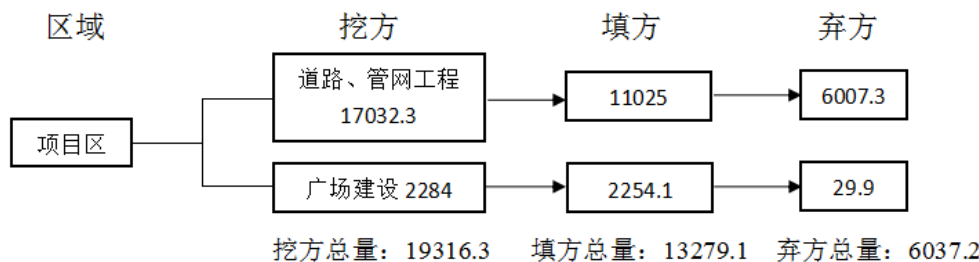 区域 挖方 填方 弃方
道路、管网工程
17032.3 11025 6007.3
项目区
广场建设 2284 2254.1 29.9
挖方总量：19316.3 填方总量：13279.1 弃方总量：6037.2